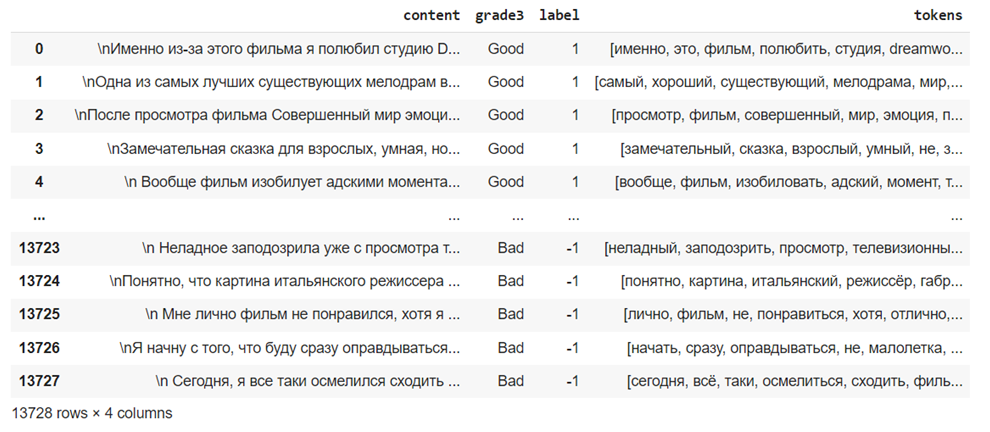 content grade3 label tokens
0 \nИменно из-за этого фильма я полюбил студию D... Good 1 [именно, это, фильм, полюбить, студия, dreamwo...
1 \nОдна из самых лучших существующих мелодрам в... Good 1 [самый, хороший, существующий, мелодрама, мир,...
2 \nПосле просмотра фильма Совершенный мир эмоци... Good 1 [просмотр, фильм, совершенный, мир, эмоция, п...
3 \nЗамечательная сказка для взрослых, умная, но... Good 1 [замечательный, сказка, взрослый, умный, не, з...
4 \n Вообще фильм изобилует адскими момента... Good 1 [вообще, фильм, изобиловать, адский, момент, т...
... ... ... ... ...
13723 \n Неладное заподозрила уже с просмотра т... Bad -1 [неладный, заподозрить, просмотр, телевизионны...
13724 \nПонятно, что картина итальянского режиссера ... Bad -1 [понятно, картина, итальянский, режиссёр, габр...
13725 \n Мне лично фильм не понравился, хотя я ... Bad -1 [лично, фильм, не, понравиться, хотя, отлично,...
13726 \nЯ начну с того, что буду сразу оправдываться... Bad -1 [начать, сразу, оправдываться, не, малолетка, ...
13727 \n Сегодня, я все таки осмелился сходить ... Bad -1 [сегодня, всё, таки, осмелиться, сходить, филь...
13728 rows × 4 columns